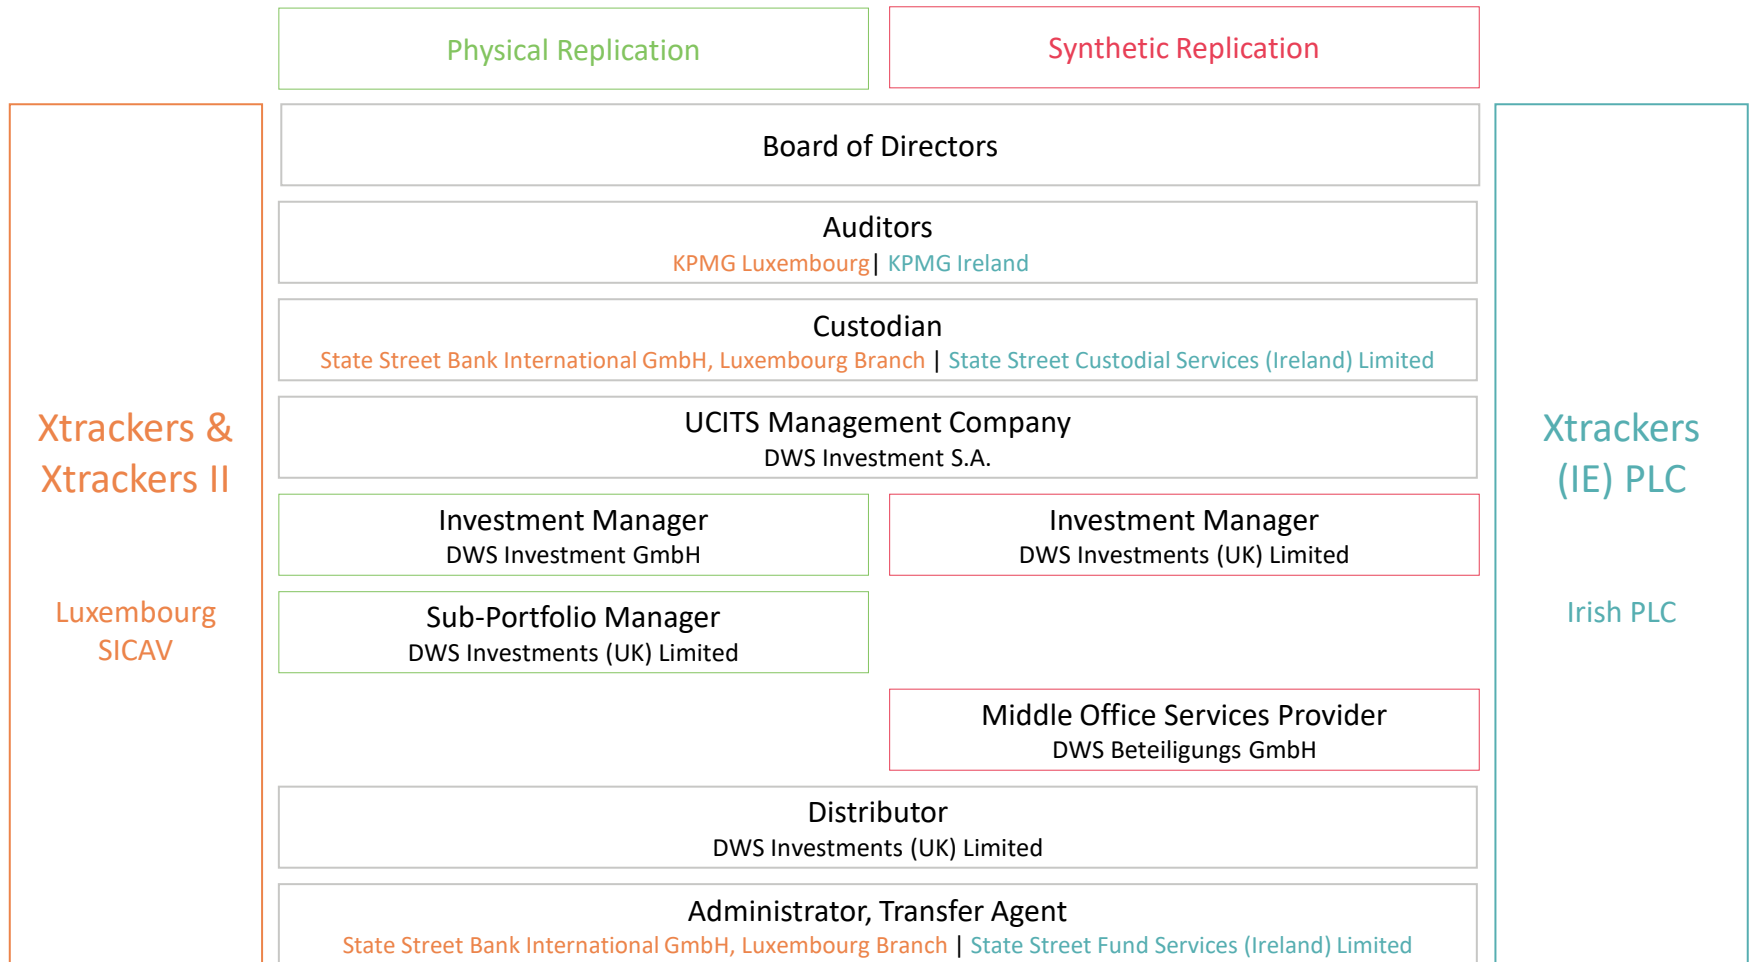 Physical Replication
Synthetic Replication
Board of Directors
Auditors
KPMG Luxembourg| KPMG Ireland
Custodian
State Street Bank International GmbH, Luxembourg Branch | State Street Custodial Services (Ireland) Limited
Xtrackers &
Xtrackers II
Luxembourg
SICAV
UCITS Management Company
DWS Investment S.A.
Xtrackers
(IE) PLC
Irish PLC
Investment Manager
DWS Investment GmbH
Investment Manager
DWS Investments (UK) Limited
Sub-Portfolio Manager
DWS Investments (UK) Limited
Middle Office Services Provider
DWS Beteiligungs GmbH
Distributor
DWS Investments (UK) Limited
Administrator, Transfer Agent
State Street Bank International GmbH, Luxembourg Branch | State Street Fund Services (Ireland) Limited